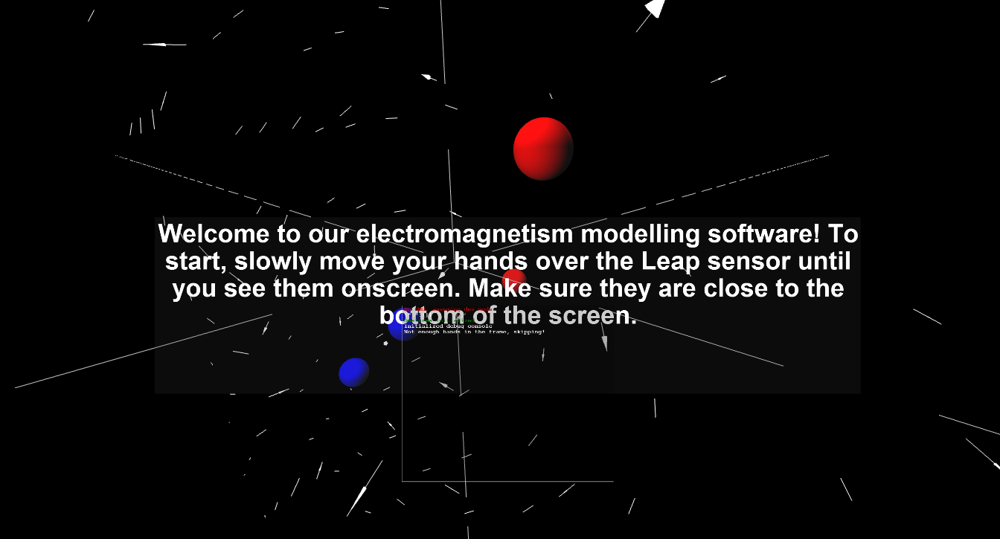 Welcome to our electromagnetism modelling software! To
start, slowly move your hands over the Leap sensor until
you see them onscreen. Make sure they are close to the
bottom of the screen.
Initialized debug console
Not enough hands in the frame, skipping!